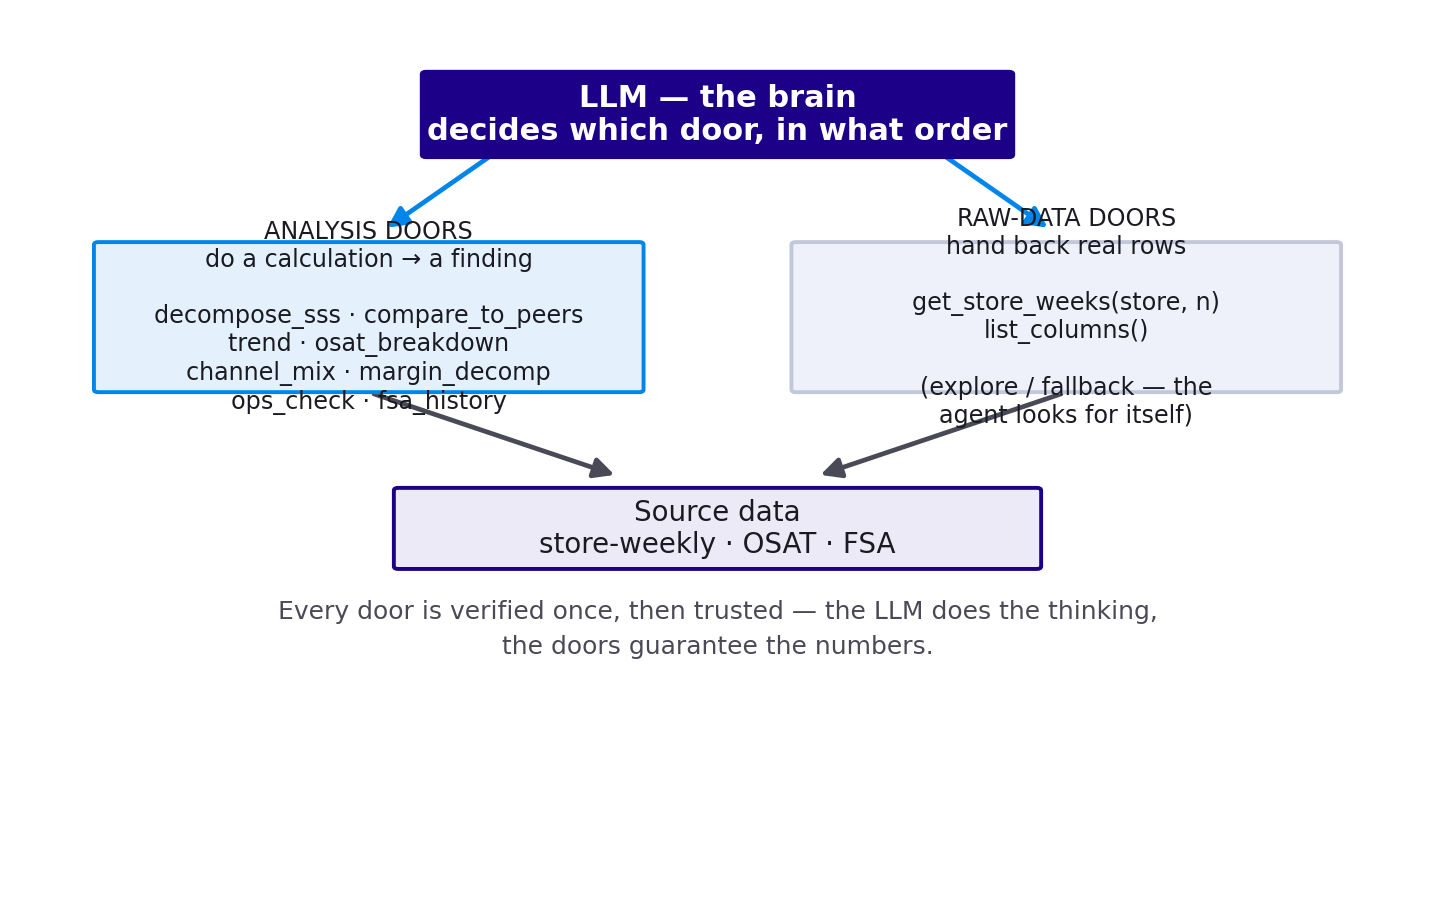 LLM — the brain
decides which door, in what order
ANALYSIS DOORS
do a calculation → a finding
decompose_sss · compare_to_peers
trend · osat_breakdown
channel_mix · margin_decomp
ops_check · fsa_history
RAW-DATA DOORS
hand back real rows
get_store_weeks(store, n)
list_columns()
(explore / fallback — the
agent looks for itself)
Source data
store-weekly · OSAT · FSA
Every door is verified once, then trusted — the LLM does the thinking,
the doors guarantee the numbers.